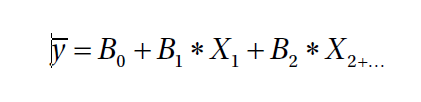 y̅ = B₀ + B₁ * X₁ + B₂ * X₂₊…